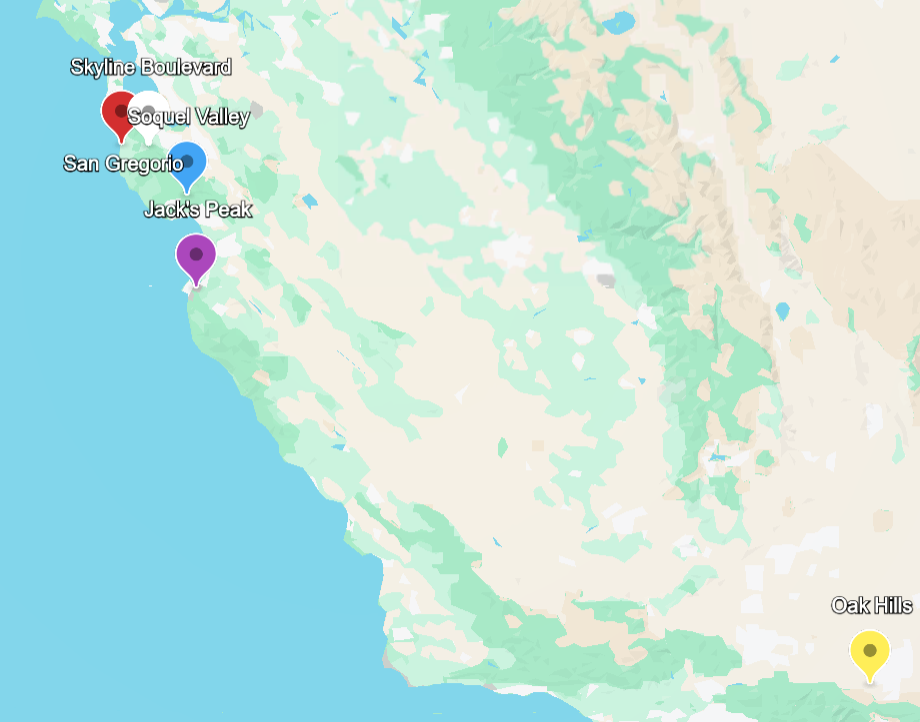 Skyline Boulevard
Soquel Valley
San Gregorio
Jack's Peak
Oak Hills